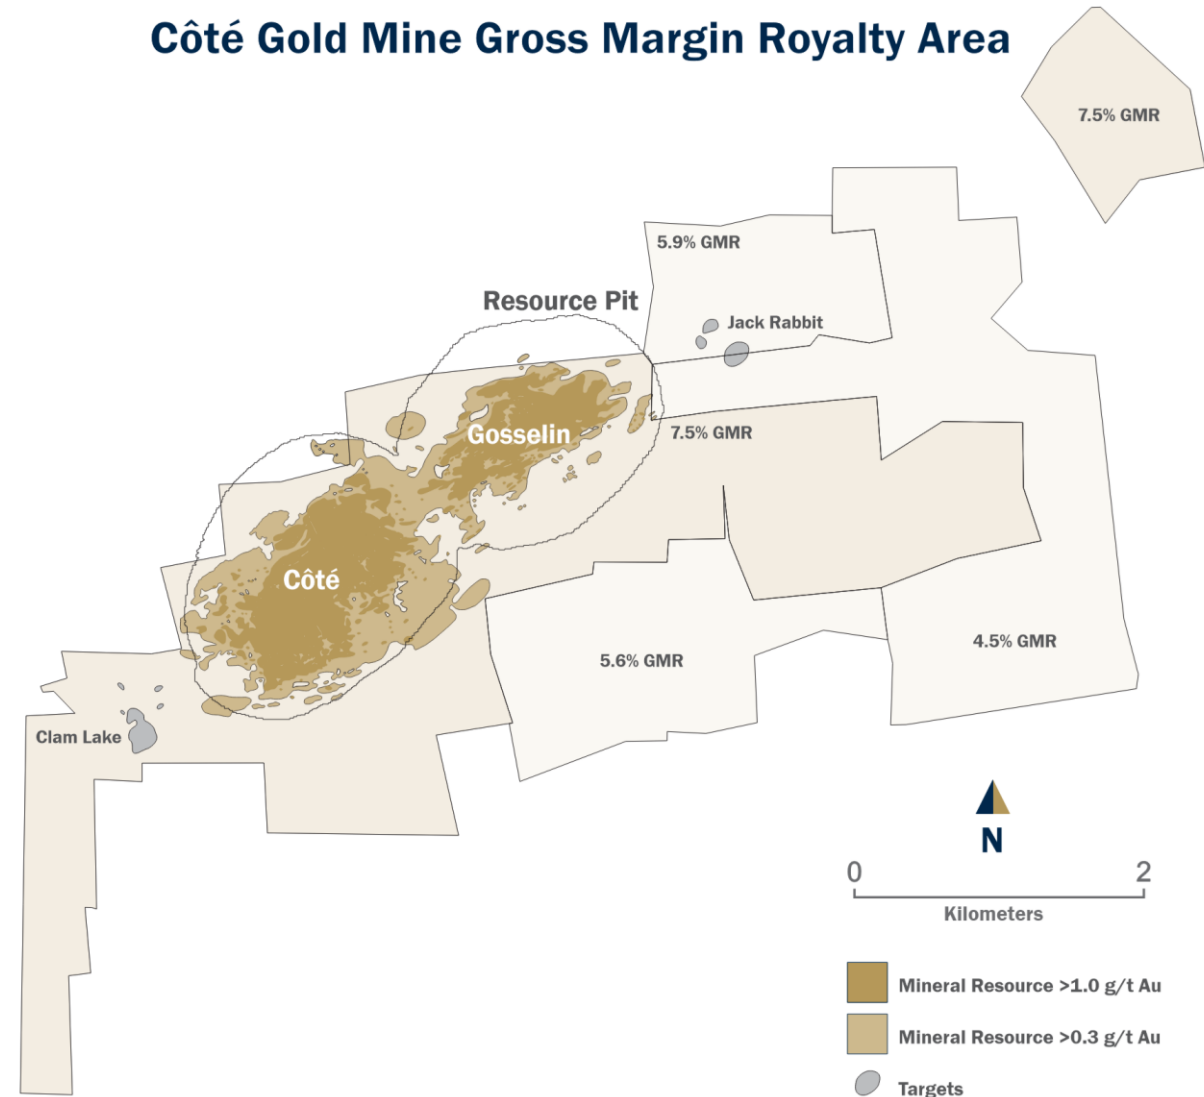 Côté Gold Mine Gross Margin Royalty Area
7.5% GMR
5.9% GMR
Resource Pit
Jack Rabbit
Gosselin
7.5% GMR
Côté
5.6% GMR
4.5% GMR
Clam Lake
N
0 2
Kilometers
Mineral Resource >1.0 g/t Au
Mineral Resource >0.3 g/t Au
Targets